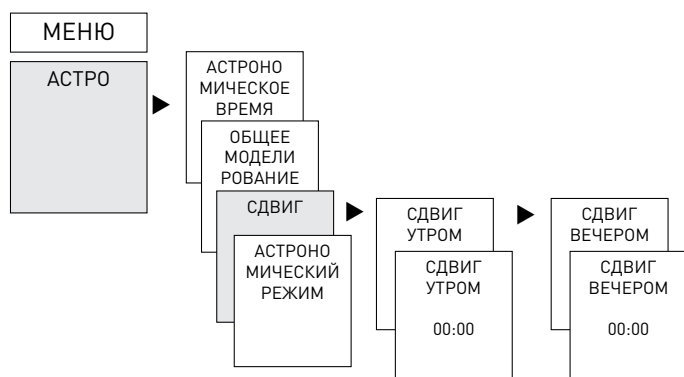 МЕНЮ
АСТРО
АСТРОНО
МИЧЕСКОЕ
ВРЕМЯ
ОБЩЕЕ
МОДЕЛИ
РОВАНИЕ
СДВИГ
АСТРОНО
МИЧЕСКИЙ
РЕЖИМ
СДВИГ
УТРОМ
СДВИГ
УТРОМ
00:00
СДВИГ
ВЕЧЕРОМ
СДВИГ
ВЕЧЕРОМ
00:00